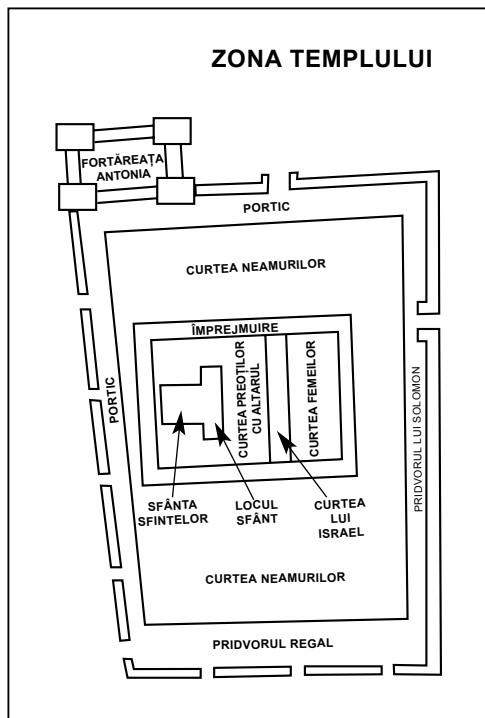 ZONA TEMPLULUI
FORTĂREAȚA
ANTONIA
PORTIC
CURTEA NEAMURILOR
ÎMPREJMUIRE
PORTIC
CURTEA PREOȚILOR
CU ALTARUL
CURTEA FEMEILOR
PRIDVORUL LUI SOLOMON
SFÂNTA
SFINTELOR
LOCUL
SFÂNT
CURTEA
LUI
ISRAEL
CURTEA NEAMURILOR
PRIDVORUL REGAL